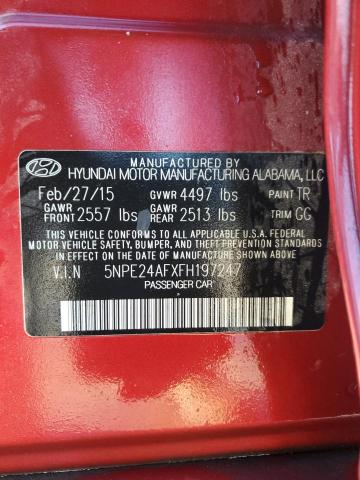 MANUFACTURED BY
HYUNDAI MOTOR MANUFACTURING ALABAMA, LLC
Feb/27/15 GVWR 4497 lbs PAINT TR
GAWR FRONT 2557 lbs GAWR REAR 2513 lbs TRIM GG
THIS VEHICLE CONFORMS TO ALL APPLICABLE U.S. FEDERAL
MOTOR VEHICLE SAFETY, BUMPER, AND THEFT
PREVENTION STANDARDS IN EFFECT ON THE DATE OF
MANUFACTURE SHOWN ABOVE.
V.I.N 5NPE24AFXFH197247
PASSENGER CAR